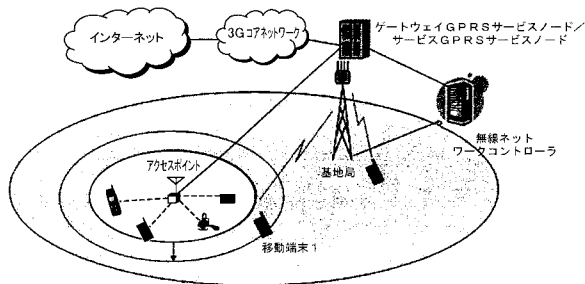 インターネット
3Gコアネットワーク
ゲートウェイGPRSサービスノード/
サービスGPRSサービスノード
無線ネット
ワークコントローラ
基地局
アクセスポイント
移動端末1